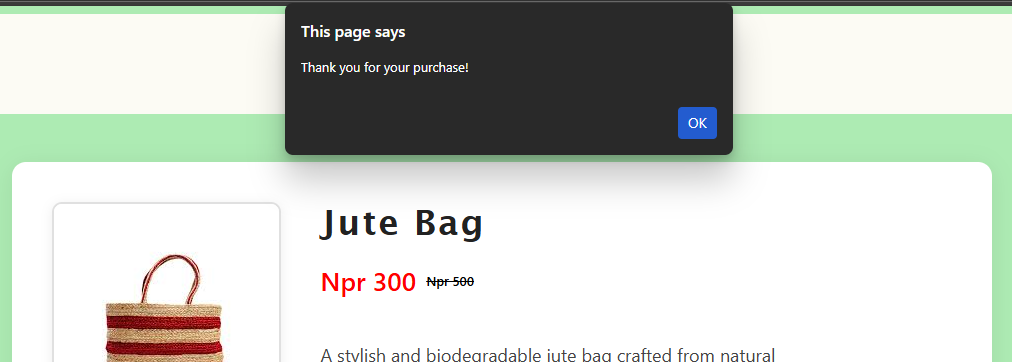 This page says
Thank you for your purchase!
OK
Jute Bag
Npr 300 Npr 500
A stylish and biodegradable jute bag crafted from natural